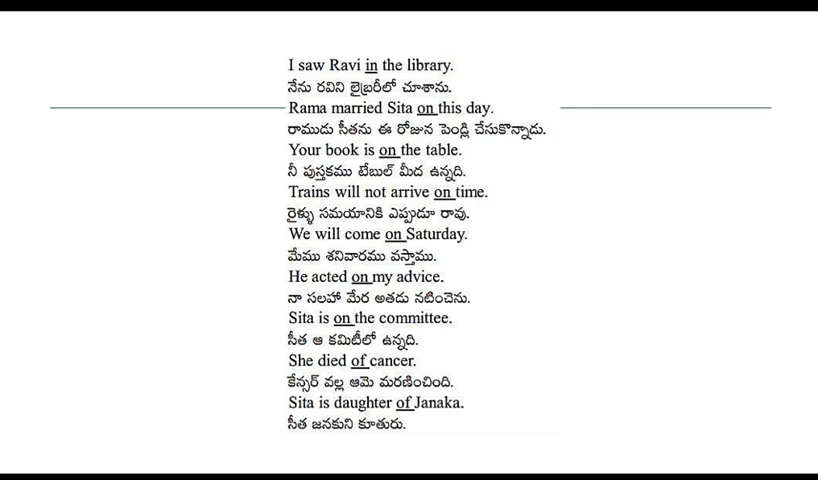 I saw Ravi in the library.
నేను రవిని లైబ్రరీలో చూశాను.
Rama married Sita on this day.
రాముడు సీతను ఈ రోజున పెండ్లి చేసుకొన్నాడు.
Your book is on the table.
నీ పుస్తకము టేబుల్ మీద ఉన్నది.
Trains will not arrive on time.
రైళ్ళు సమయానికి ఎప్పుడూ రావు.
We will come on Saturday.
మేము శనివారము వస్తాము.
He acted on my advice.
నా సలహా మేర అతడు నటించెను.
Sita is on the committee.
సీత ఆ కమిటీలో ఉన్నది.
She died of cancer.
కేన్సర్ వల్ల ఆమె మరణించింది.
Sita is daughter of Janaka.
సీత జనకుని కూతురు.